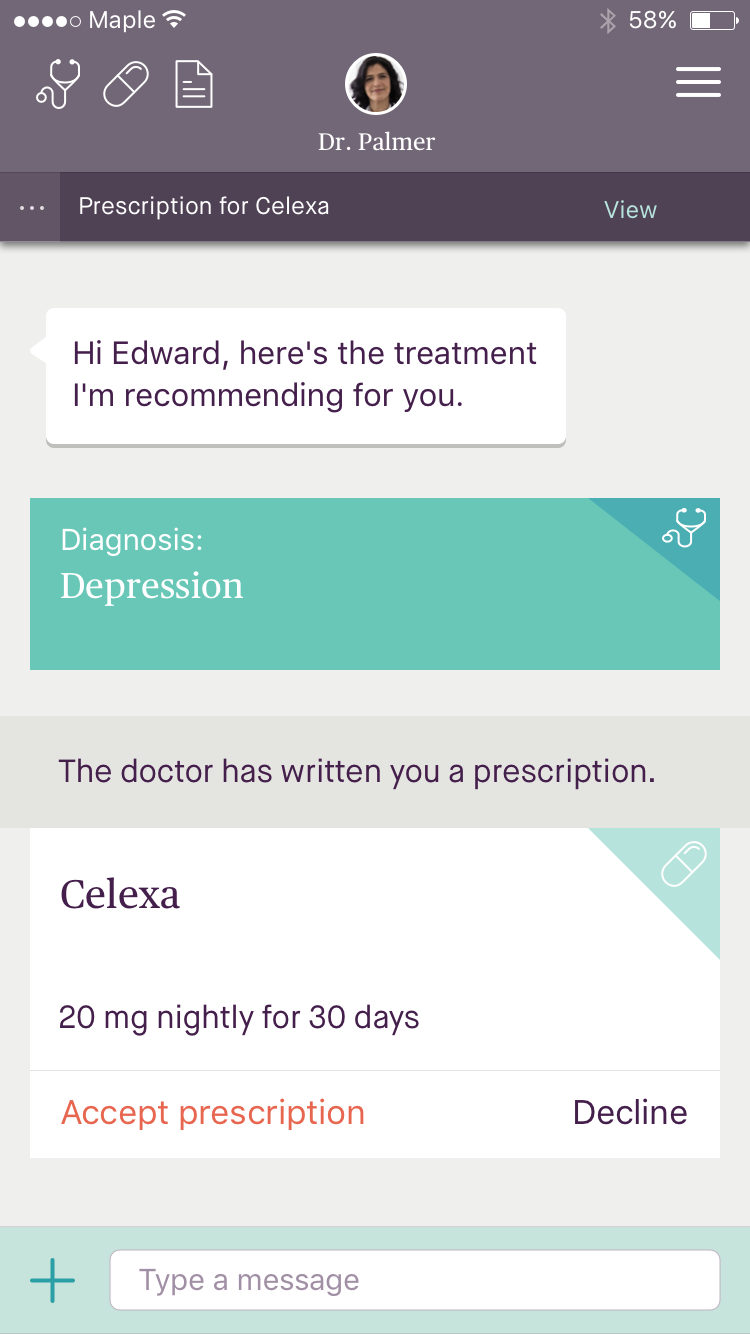 Maple 58%
Dr. Palmer
... Prescription for Celexa View
Hi Edward, here's the treatment
I'm recommending for you.
Diagnosis:
Depression
The doctor has written you a prescription.
Celexa
20 mg nightly for 30 days
Accept prescription Decline
Type a message